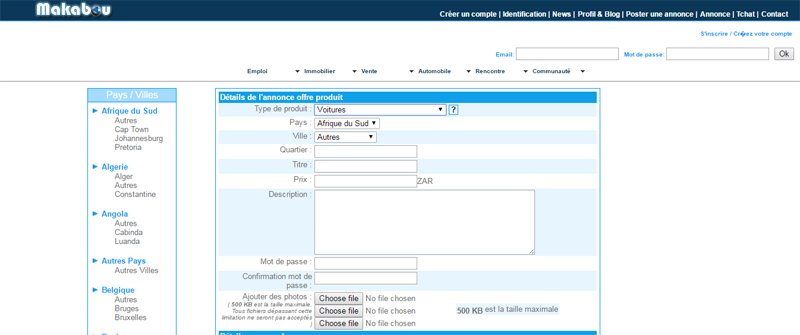 Makabou
Créer un compte | Identification | News | Profil & Blog | Poster une annonce | Annonce | Tchat | Contact
S'inscrire / Cr�ez votre compte
Email: Mot de passe: Ok
Emploi Immobilier Vente Automobile Rencontre Communauté
Pays / Villes
Afrique du Sud
Autres
Cap Town
Johannesburg
Pretoria
Algerie
Alger
Autres
Constantine
Angola
Autres
Cabinda
Luanda
Autres Pays
Autres Villes
Belgique
Autres
Bruges
Bruxelles
Détails de l'annonce offre produit
Type de produit : Voitures ?
Pays : Afrique du Sud
Ville : Autres
Quartier :
Titre :
Prix : ZAR
Description :
Mot de passe :
Confirmation mot de
passe :
Ajouter des photos : Choose file No file chosen
( 500 KB est la taille maximale.
Tous fichiers dépassant cette
limitation ne seront pas acceptés
)
Choose file No file chosen
Choose file No file chosen
500 KB est la taille maximale